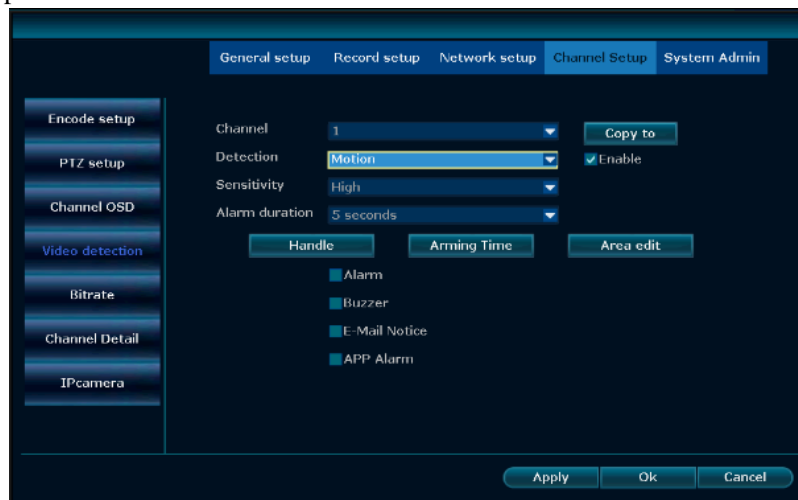 General setup Record setup Network setup Channel Setup System Admin
Encode setup
PTZ setup
Channel OSD
Video detection
Bitrate
Channel Detail
IPcamera
Channel 1 Copy to
Detection Motion Enable
Sensitivity High
Alarm duration 5 seconds
Handle Arming Time Area edit
Alarm
Buzzer
E-Mail Notice
APP Alarm
Apply Ok Cancel